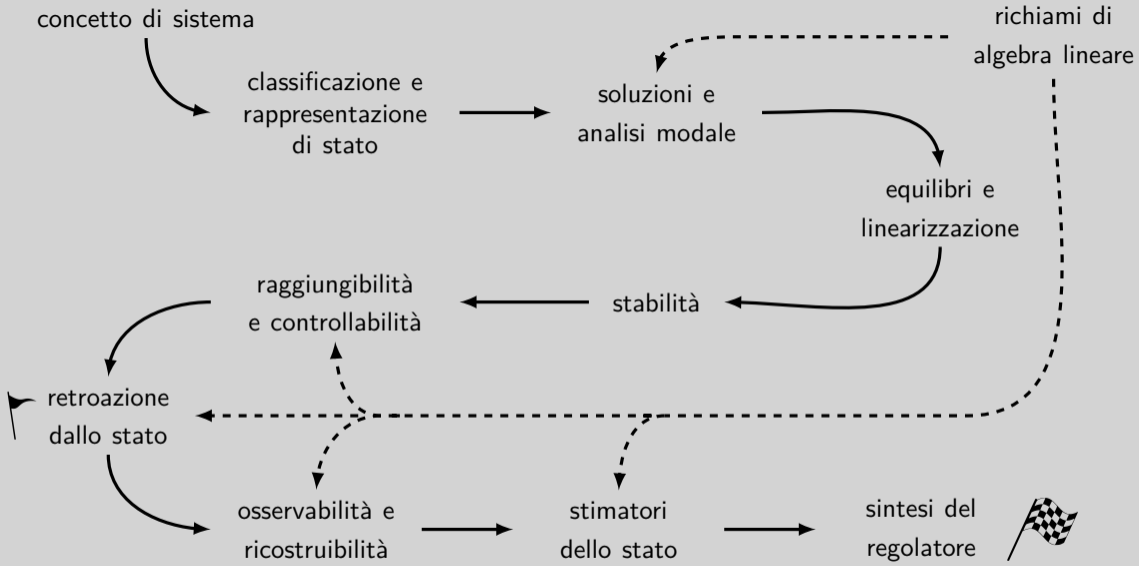 concetto di sistema
richiami di
algebra lineare
classificazione e
rappresentazione
di stato
soluzioni e
analisi modale
equilibri e
linearizzazione
stabilità
raggiungibilità
e controllabilità
retroazione
dallo stato
osservabilità e
ricostruibilità
stimatori
dello stato
sintesi del
regolatore